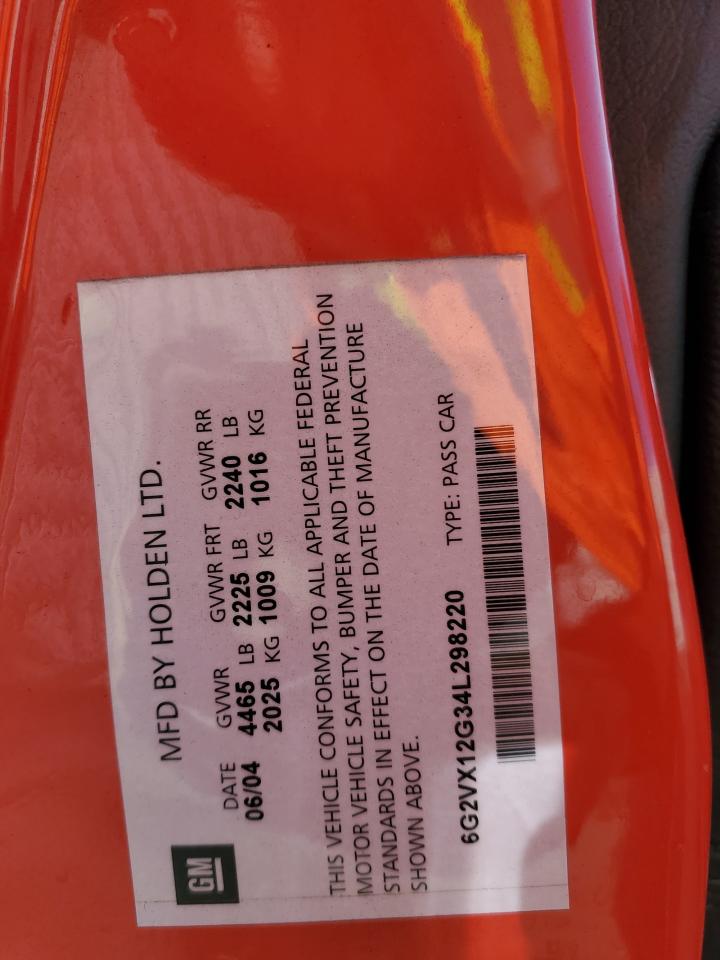 GM
MFD BY HOLDEN LTD.
DATE GVWR GVWR FRT GVWR RR
06/04 4465 LB 2225 LB 2240 LB
2025 KG 1009 KG 1016 KG
THIS VEHICLE CONFORMS TO ALL APPLICABLE FEDERAL
MOTOR VEHICLE SAFETY, BUMPER AND THEFT PREVENTION
STANDARDS IN EFFECT ON THE DATE OF MANUFACTURE
SHOWN ABOVE.
6G2VX12G34L298220 TYPE: PASS CAR